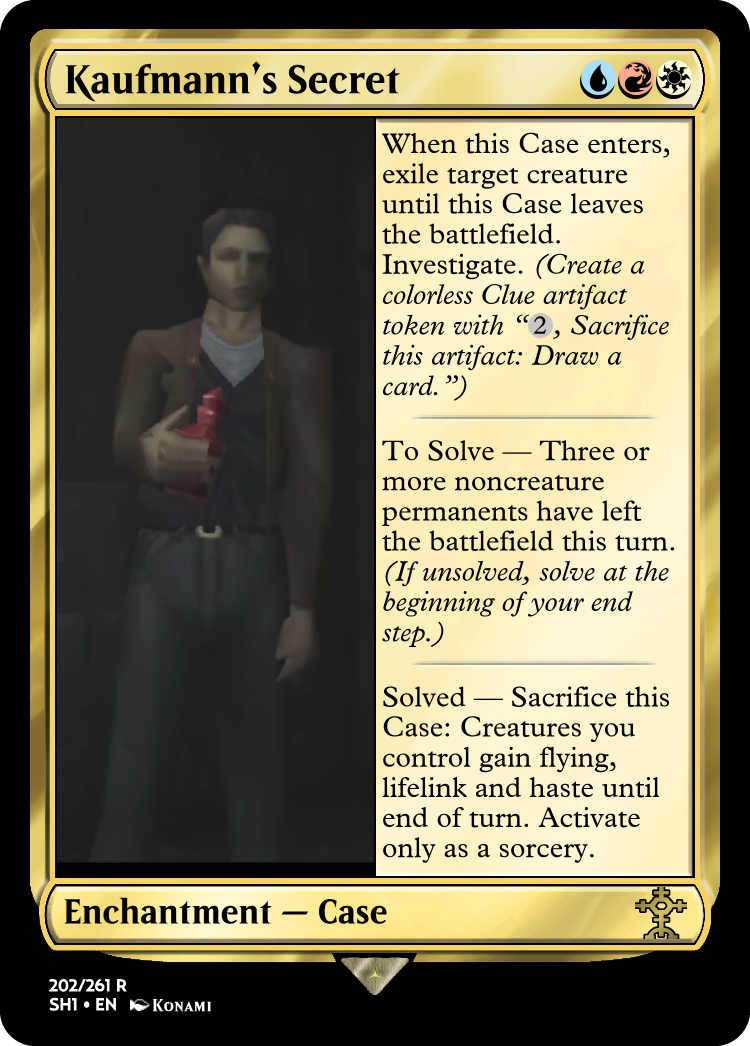 Kaufmann's Secret
When this Case enters,
exile target creature
until this Case leaves
the battlefield.
Investigate. (Create a
colorless Clue artifact
token with “2, Sacrifice
this artifact: Draw a
card.”)
To Solve — Three or
more noncreature
permanents have left
the battlefield this turn.
(If unsolved, solve at the
beginning of your end
step.)
Solved — Sacrifice this
Case: Creatures you
control gain flying,
lifelink and haste until
end of turn. Activate
only as a sorcery.
Enchantment — Case
202/261 R
SH1 • EN KONAMI